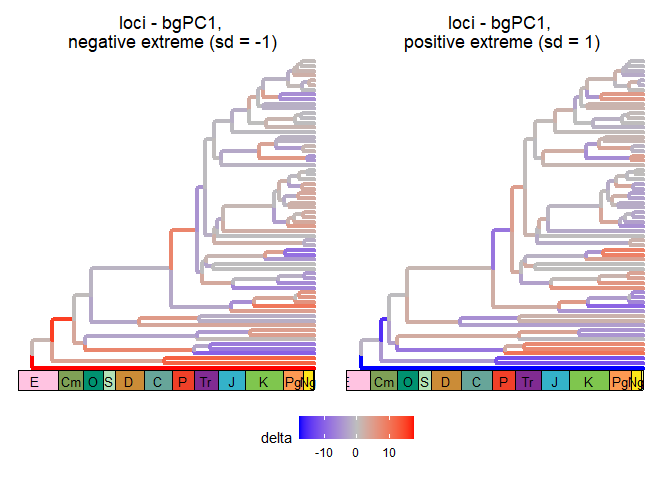 loci - bgPC1,
negative extreme (sd = -1)
loci - bgPC1,
positive extreme (sd = 1)
E Cm O S D C P Tr J K Pg Ng
E Cm O S D C P Tr J K Pg Ng
delta
-10 0 10